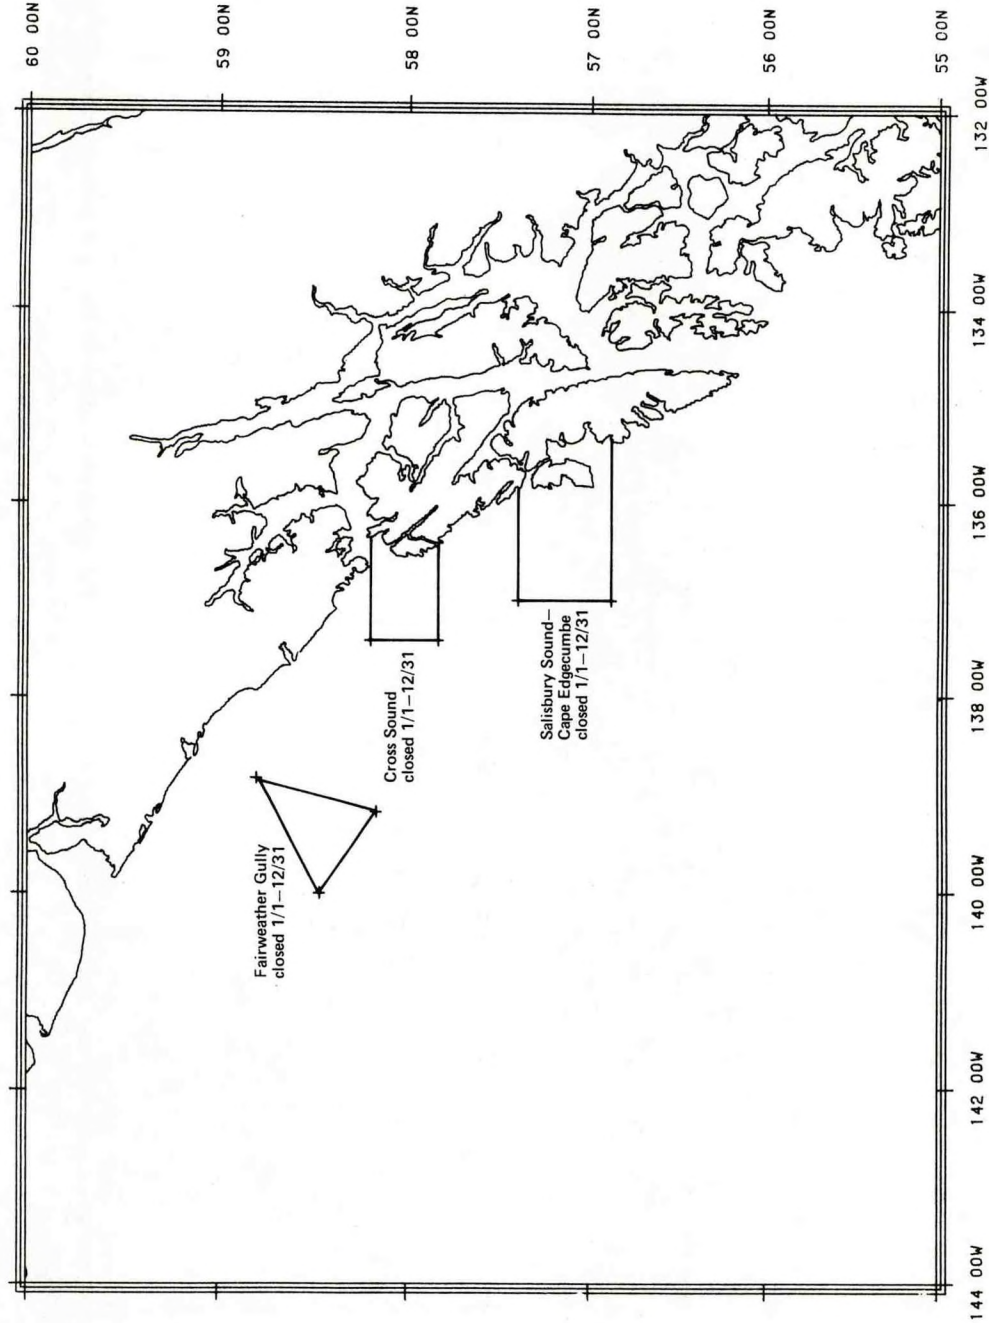 60 00N
59 00N
58 00N
57 00N
56 00N
55 00N
Fairweather Gully
closed 1/1–12/31
Cross Sound
closed 1/1–12/31
Salisbury Sound–
Cape Edgecumbe
closed 1/1–12/31
144 00W
142 00W
140 00W
138 00W
136 00W
134 00W
132 00W